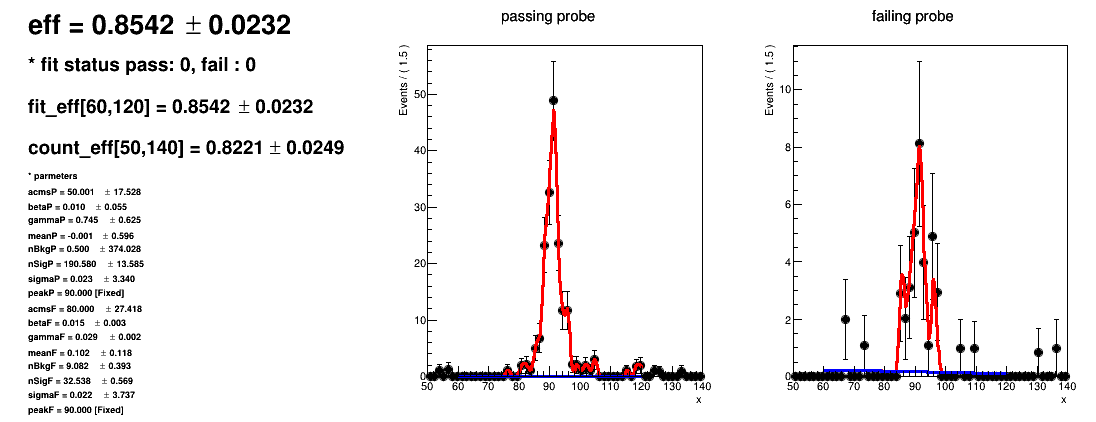 eff = 0.8542 ± 0.0232
* fit status pass: 0, fail : 0
fit_eff[60,120] = 0.8542 ± 0.0232
count_eff[50,140] = 0.8221 ± 0.0249
* parmeters
acmsP = 50.001 ± 17.528
betaP = 0.010 ± 0.055
gammaP = 0.745 ± 0.625
meanP = -0.001 ± 0.596
nBkgP = 0.500 ± 374.028
nSigP = 190.580 ± 13.585
sigmaP = 0.023 ± 3.340
peakP = 90.000 [Fixed]
acmsF = 80.000 ± 27.418
betaF = 0.015 ± 0.003
gammaF = 0.029 ± 0.002
meanF = 0.102 ± 0.118
nBkgF = 9.082 ± 0.393
nSigF = 32.538 ± 0.569
sigmaF = 0.022 ± 3.737
peakF = 90.000 [Fixed]
passing probe
Events / ( 1.5 )
50
40
30
20
10
0
50 60 70 80 90 100 110 120 130 140
x
failing probe
Events / ( 1.5 )
10
8
6
4
2
0
50 60 70 80 90 100 110 120 130 140
x